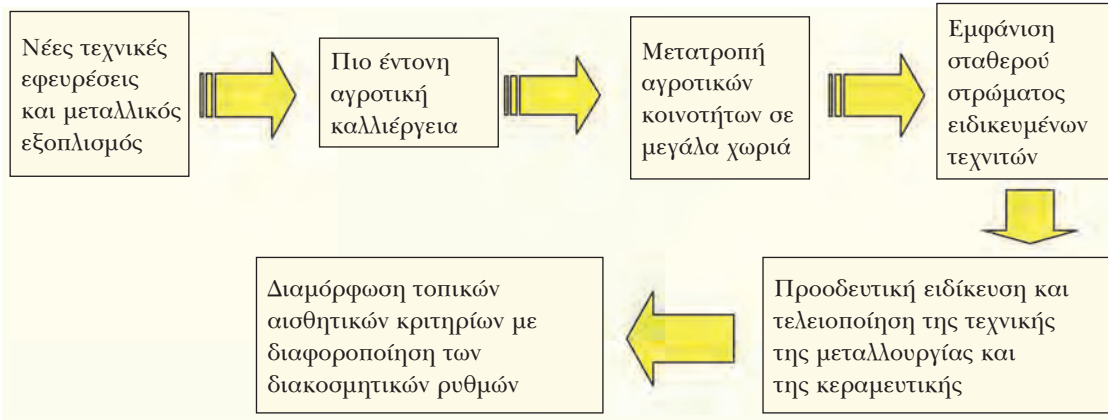 Νέες τεχνικές
εφευρέσεις
και μεταλλικός
εξοπλισμός
Πιο έντονη
αγροτική
καλλιέργεια
Μετατροπή
αγροτικών
κοινοτήτων σε
μεγάλα χωριά
Εμφάνιση
σταθερού
στρώματος
ειδικευμένων
τεχνιτών
Προοδευτική ειδίκευση και
τελειοποίηση της τεχνικής
της μεταλλουργίας και
της κεραμευτικής
Διαμόρφωση τοπικών
αισθητικών κριτηρίων με
διαφοροποίηση των
διακοσμητικών ρυθμών